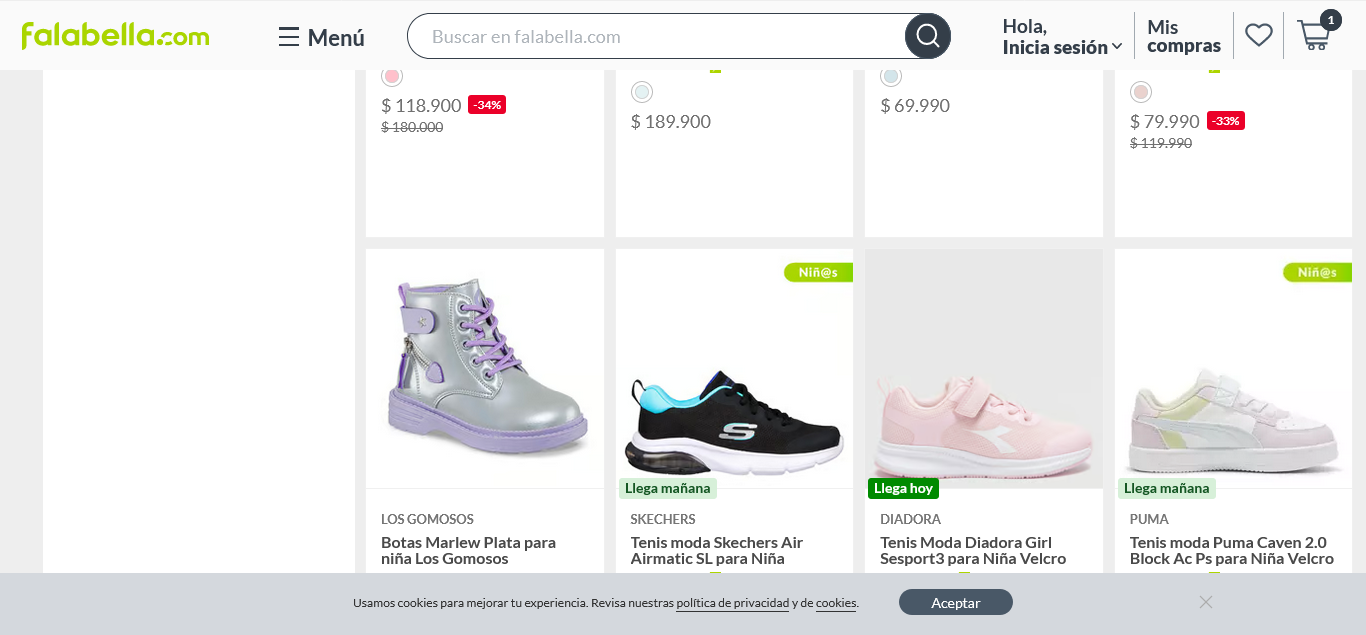 falabella.com
Menú
Buscar en falabella.com
Hola,
Inicia sesión
Mis
compras
1
$ 118.900 -34%
$ 180.000
$ 189.900
$ 69.990
$ 79.990 -33%
$ 119.990
Niñ@s
Niñ@s
Llega mañana
Llega hoy
Llega mañana
LOS GOMOSOS
Botas Marlew Plata para
niña Los Gomosos
SKECHERS
Tenis moda Skechers Air
Airmatic SL para Niña
DIADORA
Tenis Moda Diadora Girl
Sesport3 para Niña Velcro
PUMA
Tenis moda Puma Caven 2.0
Block Ac Ps para Niña Velcro
Usamos cookies para mejorar tu experiencia. Revisa nuestras política de privacidad y de cookies.
Aceptar